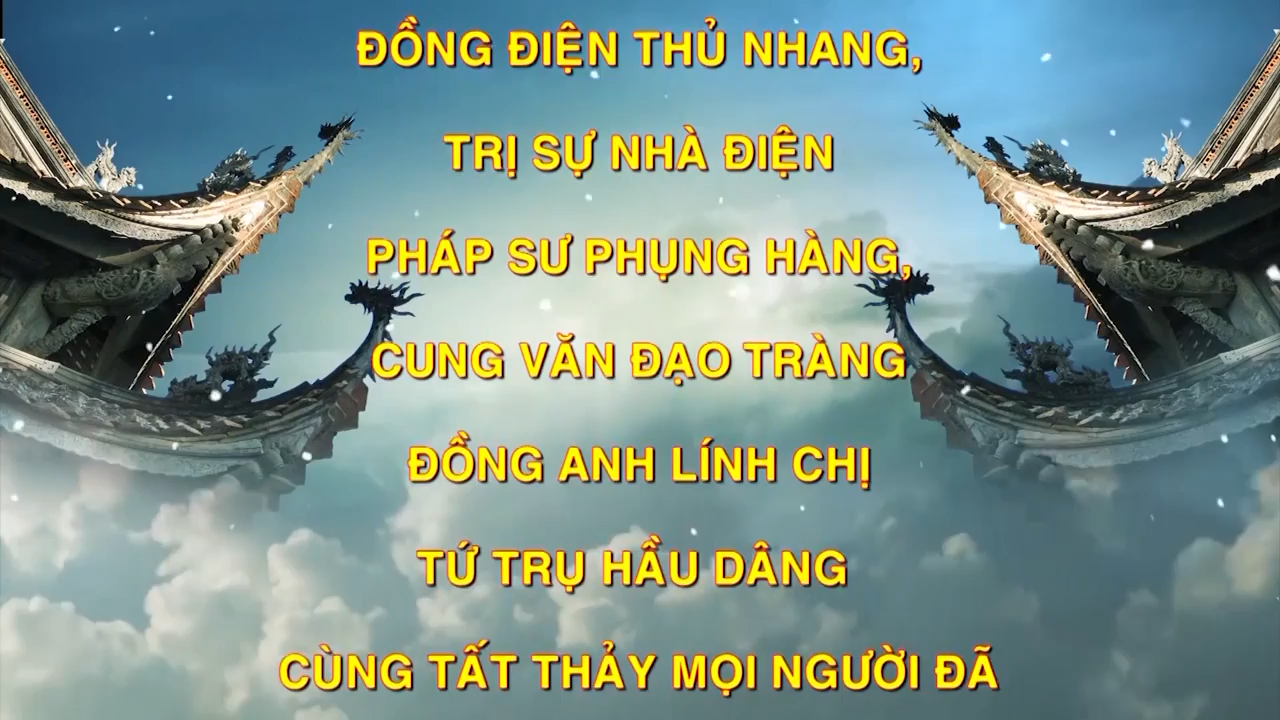 ĐỒNG ĐIỆN THỦ NHANG,
TRỊ SỰ NHÀ ĐIỆN
PHÁP SƯ PHỤNG HÀNG,
CUNG VĂN ĐẠO TRÀNG
ĐỒNG ANH LÍNH CHỊ
TỨ TRỤ HẦU DÂNG
CÙNG TẤT THẢY MỌI NGƯỜI ĐÃ